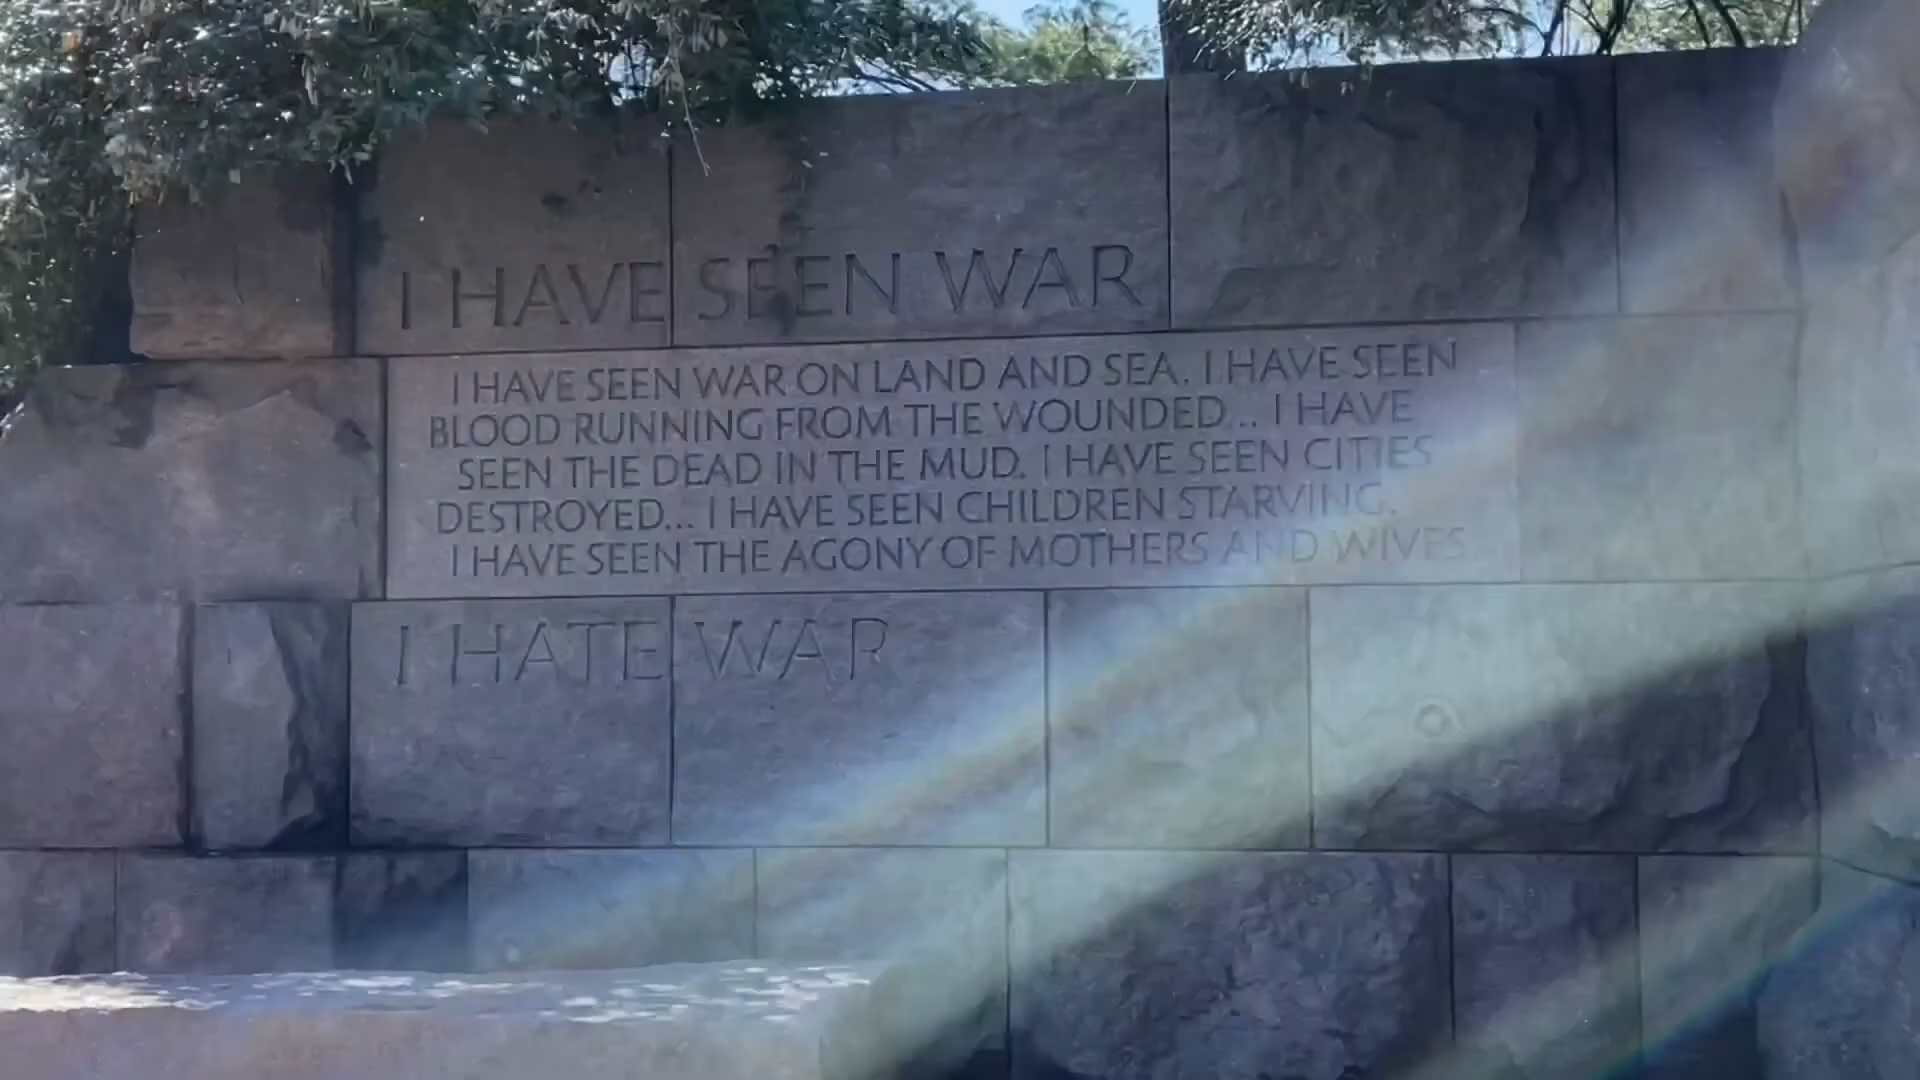 I HAVE SEEN WAR
I HAVE SEEN WAR ON LAND AND SEA. I HAVE SEEN
BLOOD RUNNING FROM THE WOUNDED... I HAVE
SEEN THE DEAD IN THE MUD. I HAVE SEEN CITIES
DESTROYED... I HAVE SEEN CHILDREN STARVING.
I HAVE SEEN THE AGONY OF MOTHERS AND WIVES.
I HATE WAR